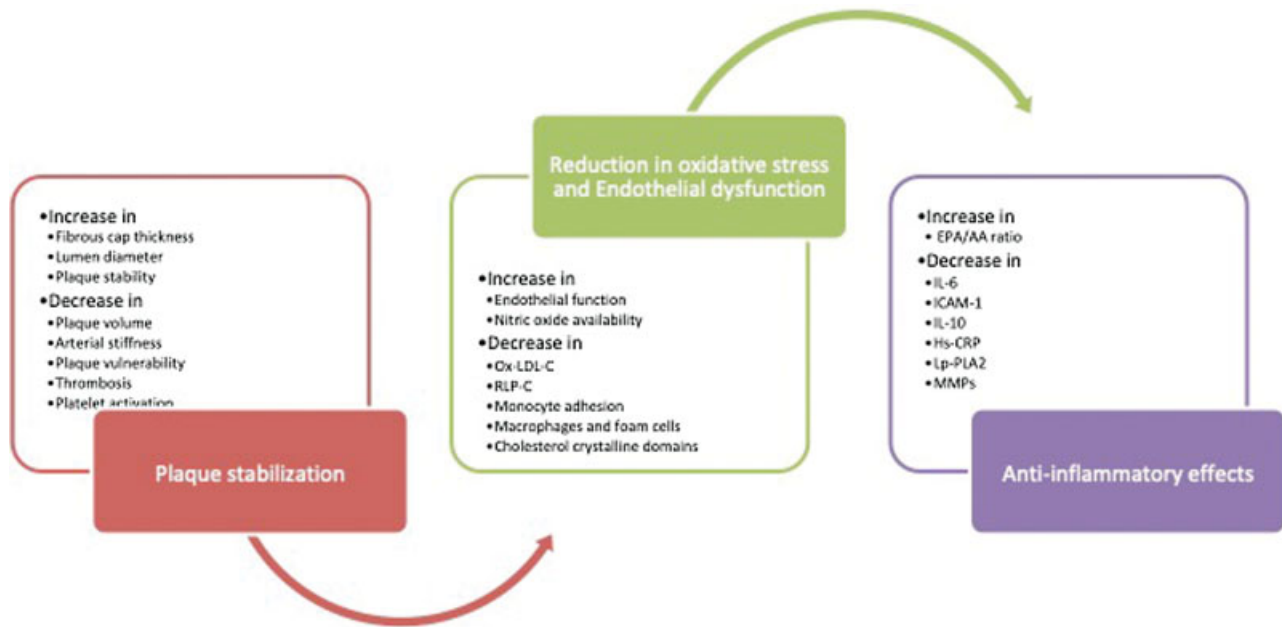 •Increase in
•Fibrous cap thickness
•Lumen diameter
•Plaque stability
•Decrease in
•Plaque volume
•Arterial stiffness
•Plaque vulnerability
•Thrombosis
•Platelet activation
Plaque stabilization
Reduction in oxidative stress
and Endothelial dysfunction
•Increase in
•Endothelial function
•Nitric oxide availability
•Decrease in
•Ox-LDL-C
•RLP-C
•Monocyte adhesion
•Macrophages and foam cells
•Cholesterol crystalline domains
•Increase in
• EPA/AA ratio
•Decrease in
•IL-6
•ICAM-1
•IL-10
•Hs-CRP
•Lp-PLA2
•MMPs
Anti-inflammatory effects